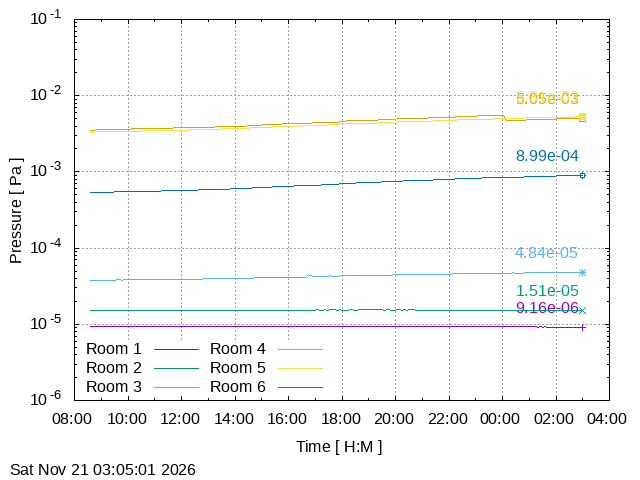 10^-1
10^-2
10^-3
10^-4
10^-5
10^-6
Pressure [ Pa ]
5.05e-03
8.99e-04
4.84e-05
1.51e-05
9.16e-06
Room 1 Room 4
Room 2 Room 5
Room 3 Room 6
08:00 10:00 12:00 14:00 16:00 18:00 20:00 22:00 00:00 02:00 04:00
Time [ H:M ]
Sat Nov 21 03:05:01 2026